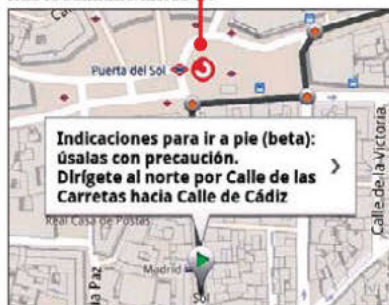 Puerta del Sol
Indicaciones para ir a pie (beta):
úsalas con precaución.
Dirígete al norte por Calle de las
Carretas hacia Calle de Cádiz
Calle de la Victoria
Real Casa de Postas
Paz
Madrid
Sol